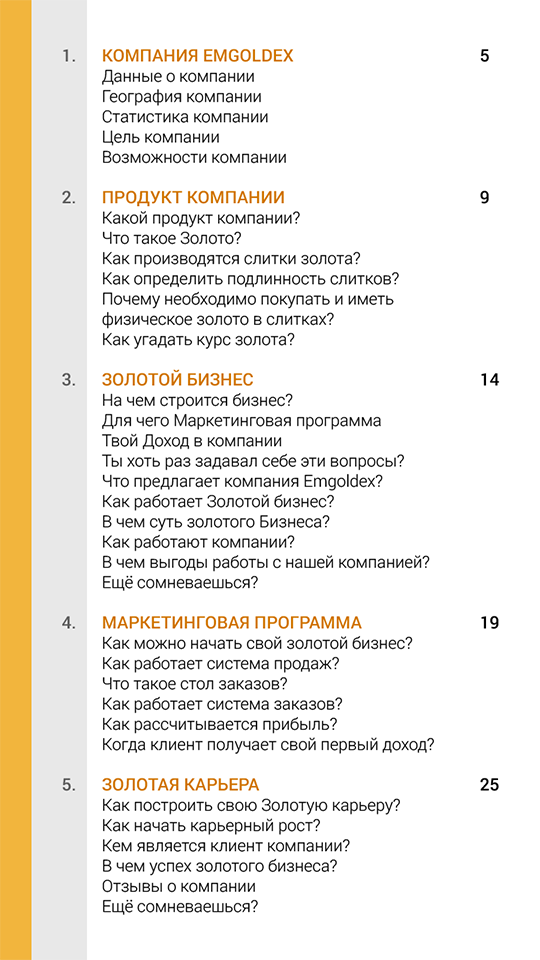 1. КОМПАНИЯ EMGOLDEX 5
Данные о компании
География компании
Статистика компании
Цель компании
Возможности компании
2. ПРОДУКТ КОМПАНИИ 9
Какой продукт компании?
Что такое Золото?
Как производятся слитки золота?
Как определить подлинность слитков?
Почему необходимо покупать и иметь
физическое золото в слитках?
Как угадать курс золота?
3. ЗОЛОТОЙ БИЗНЕС 14
На чем строится бизнес?
Для чего Маркетинговая программа
Твой Доход в компании
Ты хоть раз задавал себе эти вопросы?
Что предлагает компания Emgoldex?
Как работает Золотой бизнес?
В чем суть золотого Бизнеса?
Как работают компании?
В чем выгоды работы с нашей компанией?
Ещё сомневаешься?
4. МАРКЕТИНГОВАЯ ПРОГРАММА 19
Как можно начать свой золотой бизнес?
Как работает система продаж?
Что такое стол заказов?
Как работает система заказов?
Как рассчитывается прибыль?
Когда клиент получает свой первый доход?
5. ЗОЛОТАЯ КАРЬЕРА 25
Как построить свою Золотую карьеру?
Как начать карьерный рост?
Кем является клиент компании?
В чем успех золотого бизнеса?
Отзывы о компании
Ещё сомневаешься?